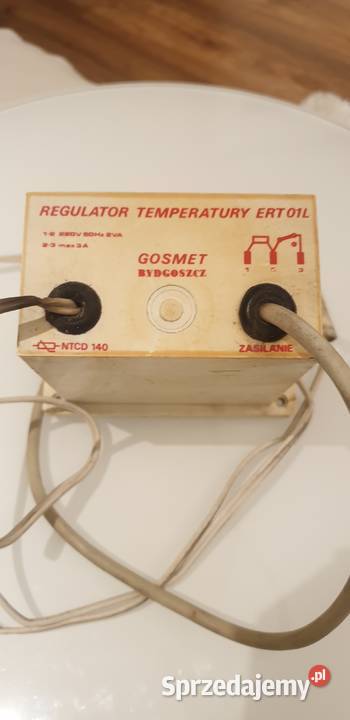 REGULATOR TEMPERATURY ERT01L
1-2 220V 50Hz 2VA
2-3 max 3A
GOSMET
BYDGOSZCZ
1 2 3
NTCD 140
ZASILANIE
Sprzedajemy.pl